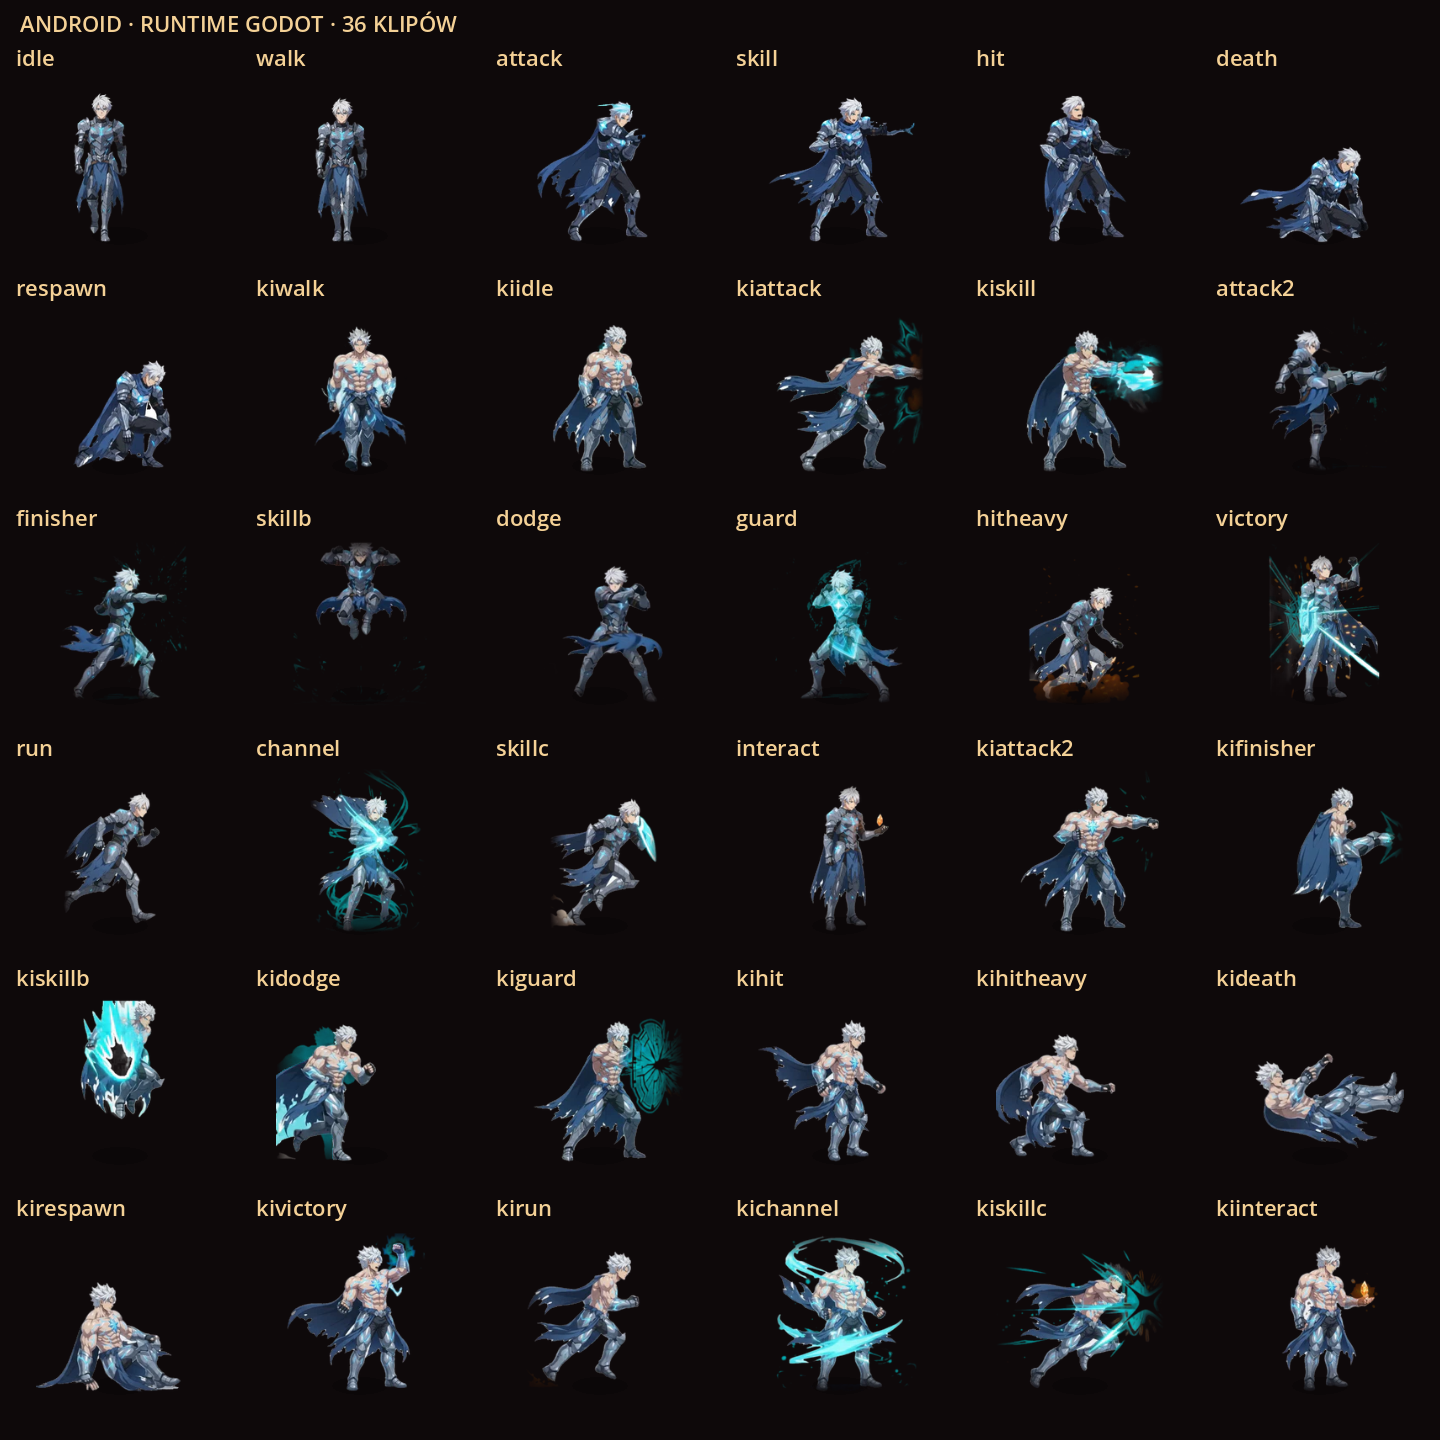 ANDROID · RUNTIME GODOT · 36 KLIPÓW
idle walk attack skill hit death
respawn kiwalk kiidle kiattack kiskill attack2
finisher skillb dodge guard hitheavy victory
run channel skillc interact kiattack2 kifinisher
kiskillb kidodge kiguard kihit kihitheavy kideath
kirespawn kivictory kirun kichannel kiskillc kiinteract